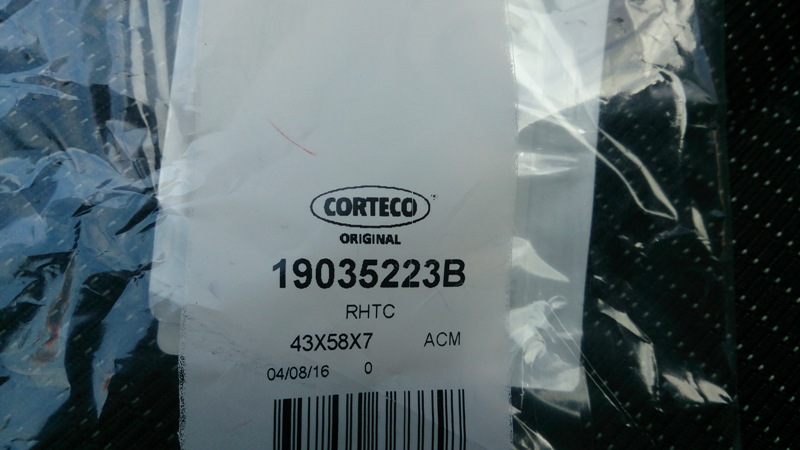 CORTECO
ORIGINAL
19035223B
RHTC
43X58X7 ACM
04/08/16 0